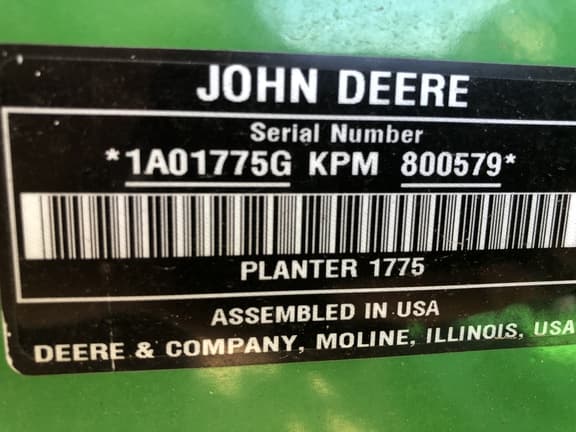 JOHN DEERE
Serial Number
*1A01775G KPM 800579*
PLANTER 1775
ASSEMBLED IN USA
DEERE & COMPANY, MOLINE, ILLINOIS, USA